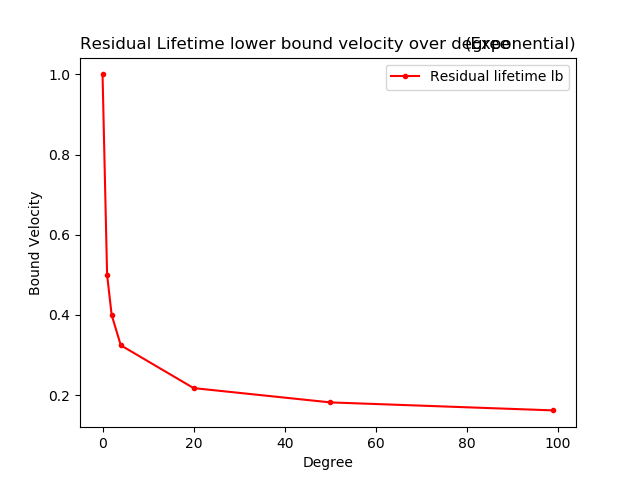 Residual Lifetime lower bound velocity over degree (Exponential)
Residual lifetime lb
Bound Velocity
1.0
0.8
0.6
0.4
0.2
0 20 40 60 80 100
Degree